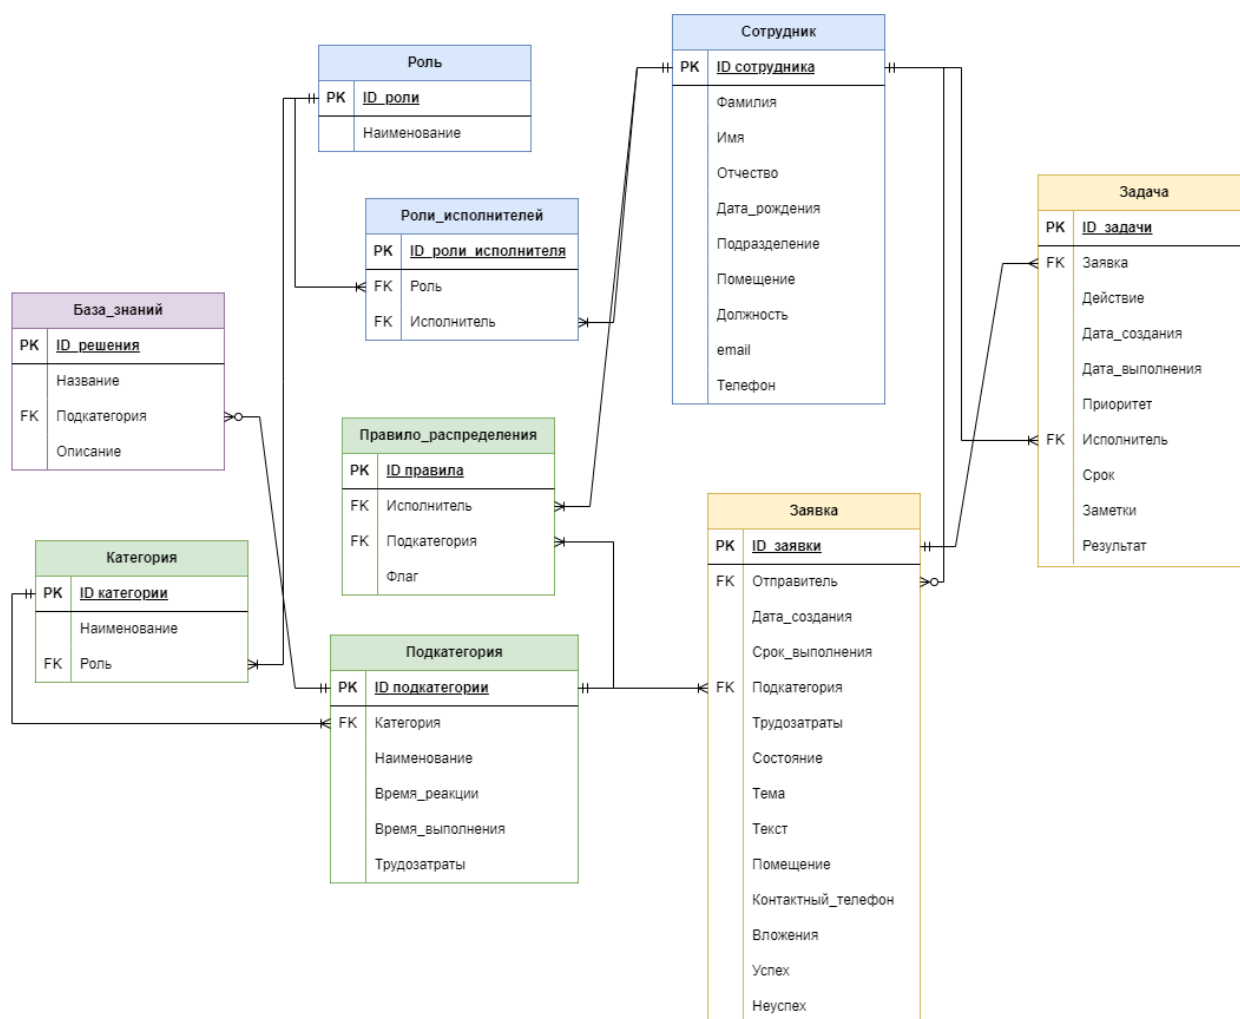 Роль
PK ID_роли
Наименование
Сотрудник
PK ID сотрудника
Фамилия
Имя
Отчество
Дата_рождения
Подразделение
Помещение
Должность
email
Телефон
Роли_исполнителей
PK ID_роли_исполнителя
FK Роль
FK Исполнитель
Задача
PK ID_задачи
FK Заявка
Действие
Дата_создания
Дата_выполнения
Приоритет
FK Исполнитель
Срок
Заметки
Результат
База_знаний
PK ID_решения
Название
FK Подкатегория
Описание
Правило_распределения
PK ID правила
FK Исполнитель
FK Подкатегория
Флаг
Категория
PK ID категории
Наименование
FK Роль
Подкатегория
PK ID подкатегории
FK Категория
Наименование
Время_реакции
Время_выполнения
Трудозатраты
Заявка
PK ID_заявки
FK Отправитель
Дата_создания
Срок_выполнения
FK Подкатегория
Трудозатраты
Состояние
Тема
Текст
Помещение
Контактный_телефон
Вложения
Успех
Неуспех